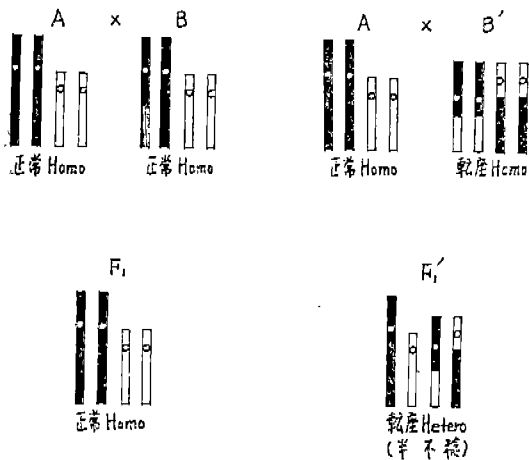 A × B
A × B′
正常 Homo
正常 Homo
正常 Homo
転座 Homo
F₁
F₁′
正常 Homo
転座 Hetero
(半不稔)